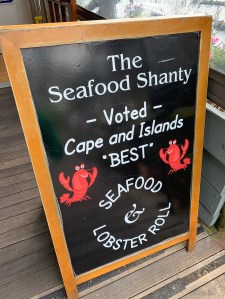 The
Seafood Shanty
- Voted -
Cape and Islands
"BEST"
SEAFOOD
&
LOBSTER ROLL